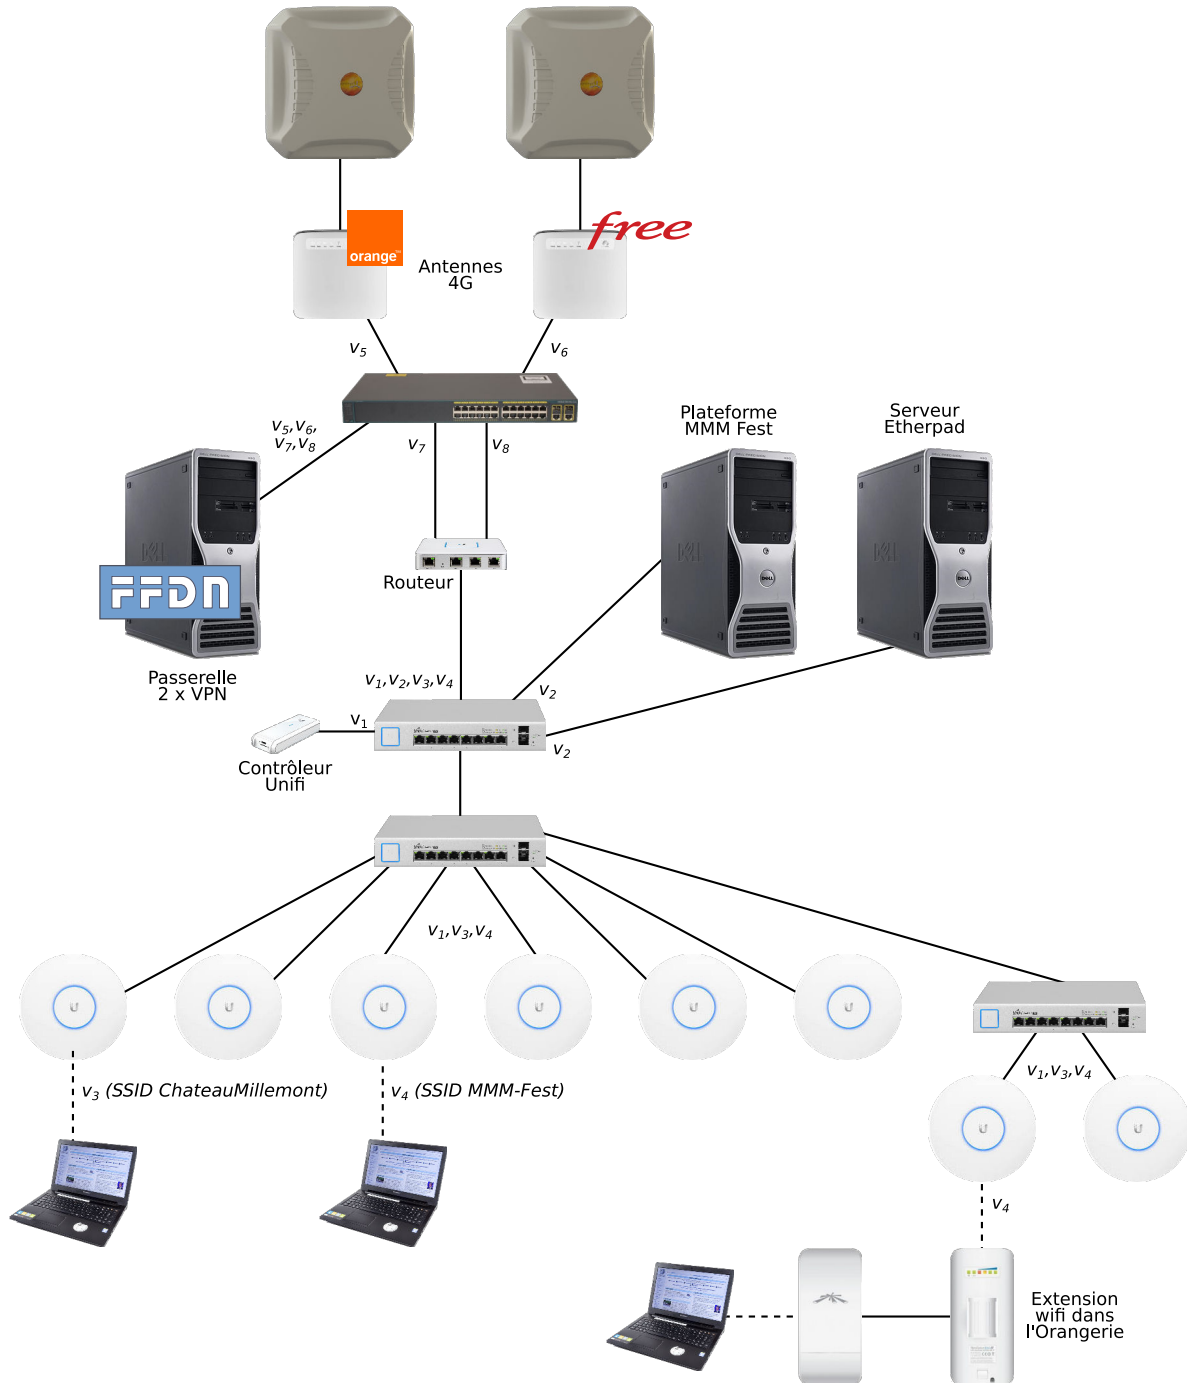 orange™
free
Antennes
4G
v5
v6
v5,v6,
v7,v8
v7
v8
Plateforme
MMM Fest
Serveur
Etherpad
FFDN
Routeur
Passerelle
2 x VPN
v1,v2,v3,v4
v2
v1
v2
Contrôleur
Unifi
v1,v3,v4
v3 (SSID ChateauMillemont)
v4 (SSID MMM-Fest)
v1,v3,v4
v4
Extension
wifi dans
l'Orangerie